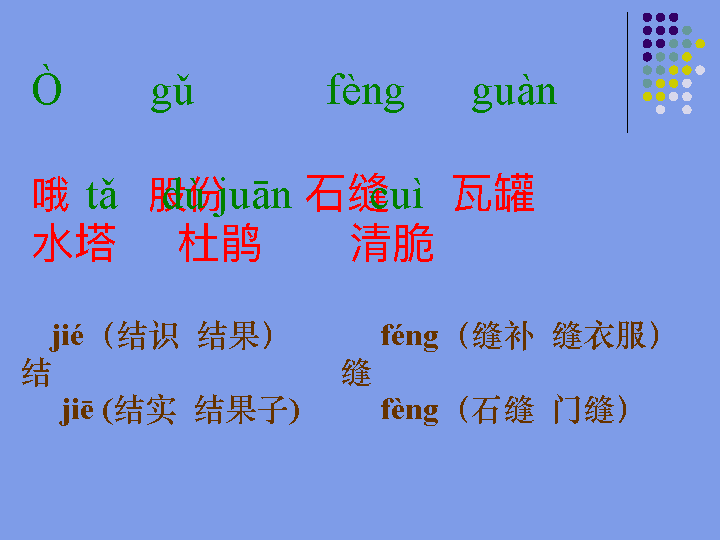 Ò gǔ fèng guàn
哦 股份 石缝 瓦罐
tǎ dù juān cuì
水塔 杜鹃 清脆
jié（结识 结果）
结
jiē (结实 结果子)
féng（缝补 缝衣服）
缝
fèng（石缝 门缝）